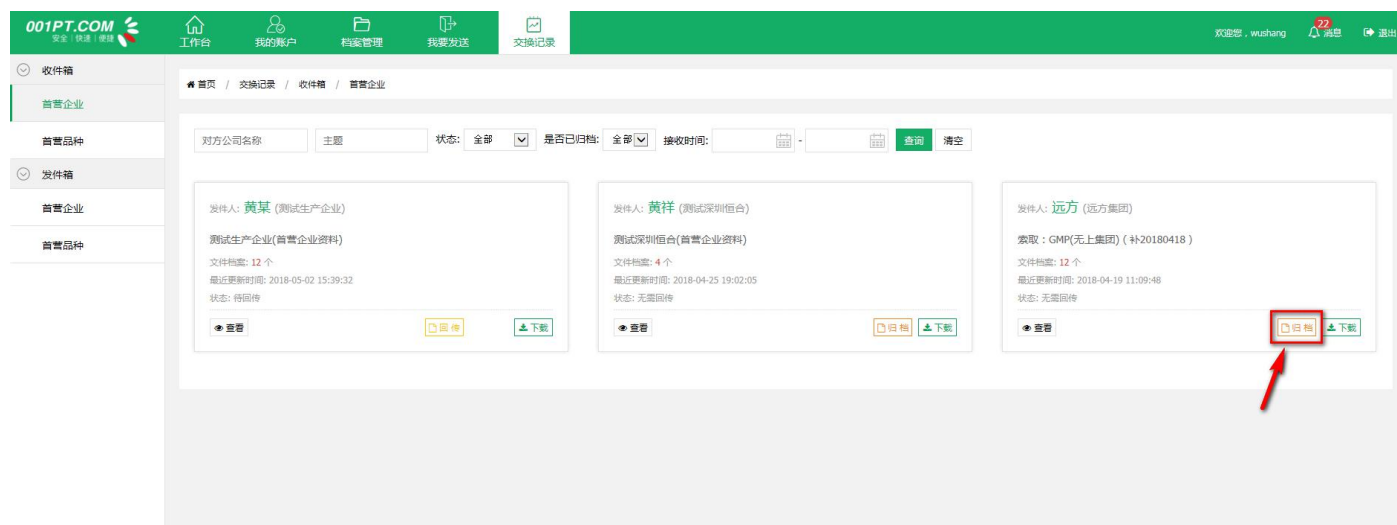 001PT.COM
安全 | 快速 | 便捷
工作台 我的账户 档案管理 我要发送 交换记录
欢迎您，wushang 22 消息 退出
收件箱
首营企业
首营品种
发件箱
首营企业
首营品种
首页 / 交换记录 / 收件箱 / 首营企业
对方公司名称 主题 状态: 全部 是否已归档: 全部 接收时间: - 查询 清空
发件人: 黄某 (测试生产企业)
测试生产企业(首营企业资料)
文件档案: 12 个
最近更新时间: 2018-05-02 15:39:32
状态: 待回传
查看 回传 下载
发件人: 黄祥 (测试深圳恒合)
测试深圳恒合(首营企业资料)
文件档案: 4 个
最近更新时间: 2018-04-25 19:02:05
状态: 无需回传
查看 归档 下载
发件人: 远方 (远方集团)
索取：GMP(无上集团) ( 补20180418 )
文件档案: 12 个
最近更新时间: 2018-04-19 11:09:48
状态: 无需回传
查看 归档 下载